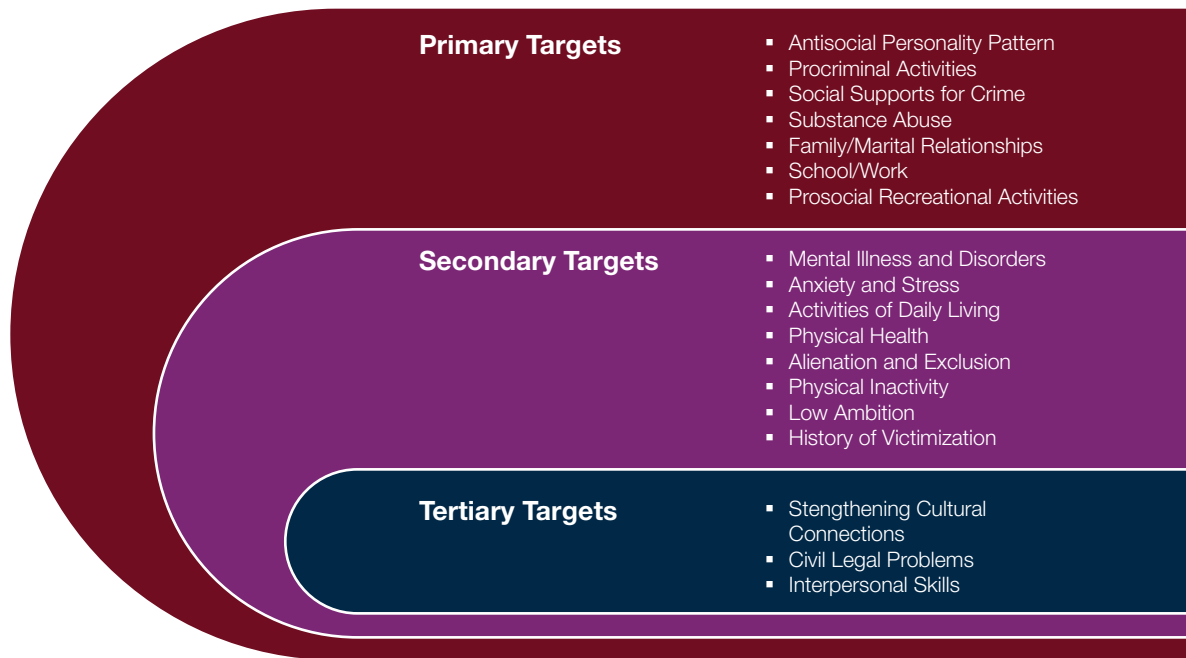 Primary Targets
▪ Antisocial Personality Pattern
▪ Procriminal Activities
▪ Social Supports for Crime
▪ Substance Abuse
▪ Family/Marital Relationships
▪ School/Work
▪ Prosocial Recreational Activities
Secondary Targets
▪ Mental Illness and Disorders
▪ Anxiety and Stress
▪ Activities of Daily Living
▪ Physical Health
▪ Alienation and Exclusion
▪ Physical Inactivity
▪ Low Ambition
▪ History of Victimization
Tertiary Targets
▪ Stengthening Cultural
Connections
▪ Civil Legal Problems
▪ Interpersonal Skills